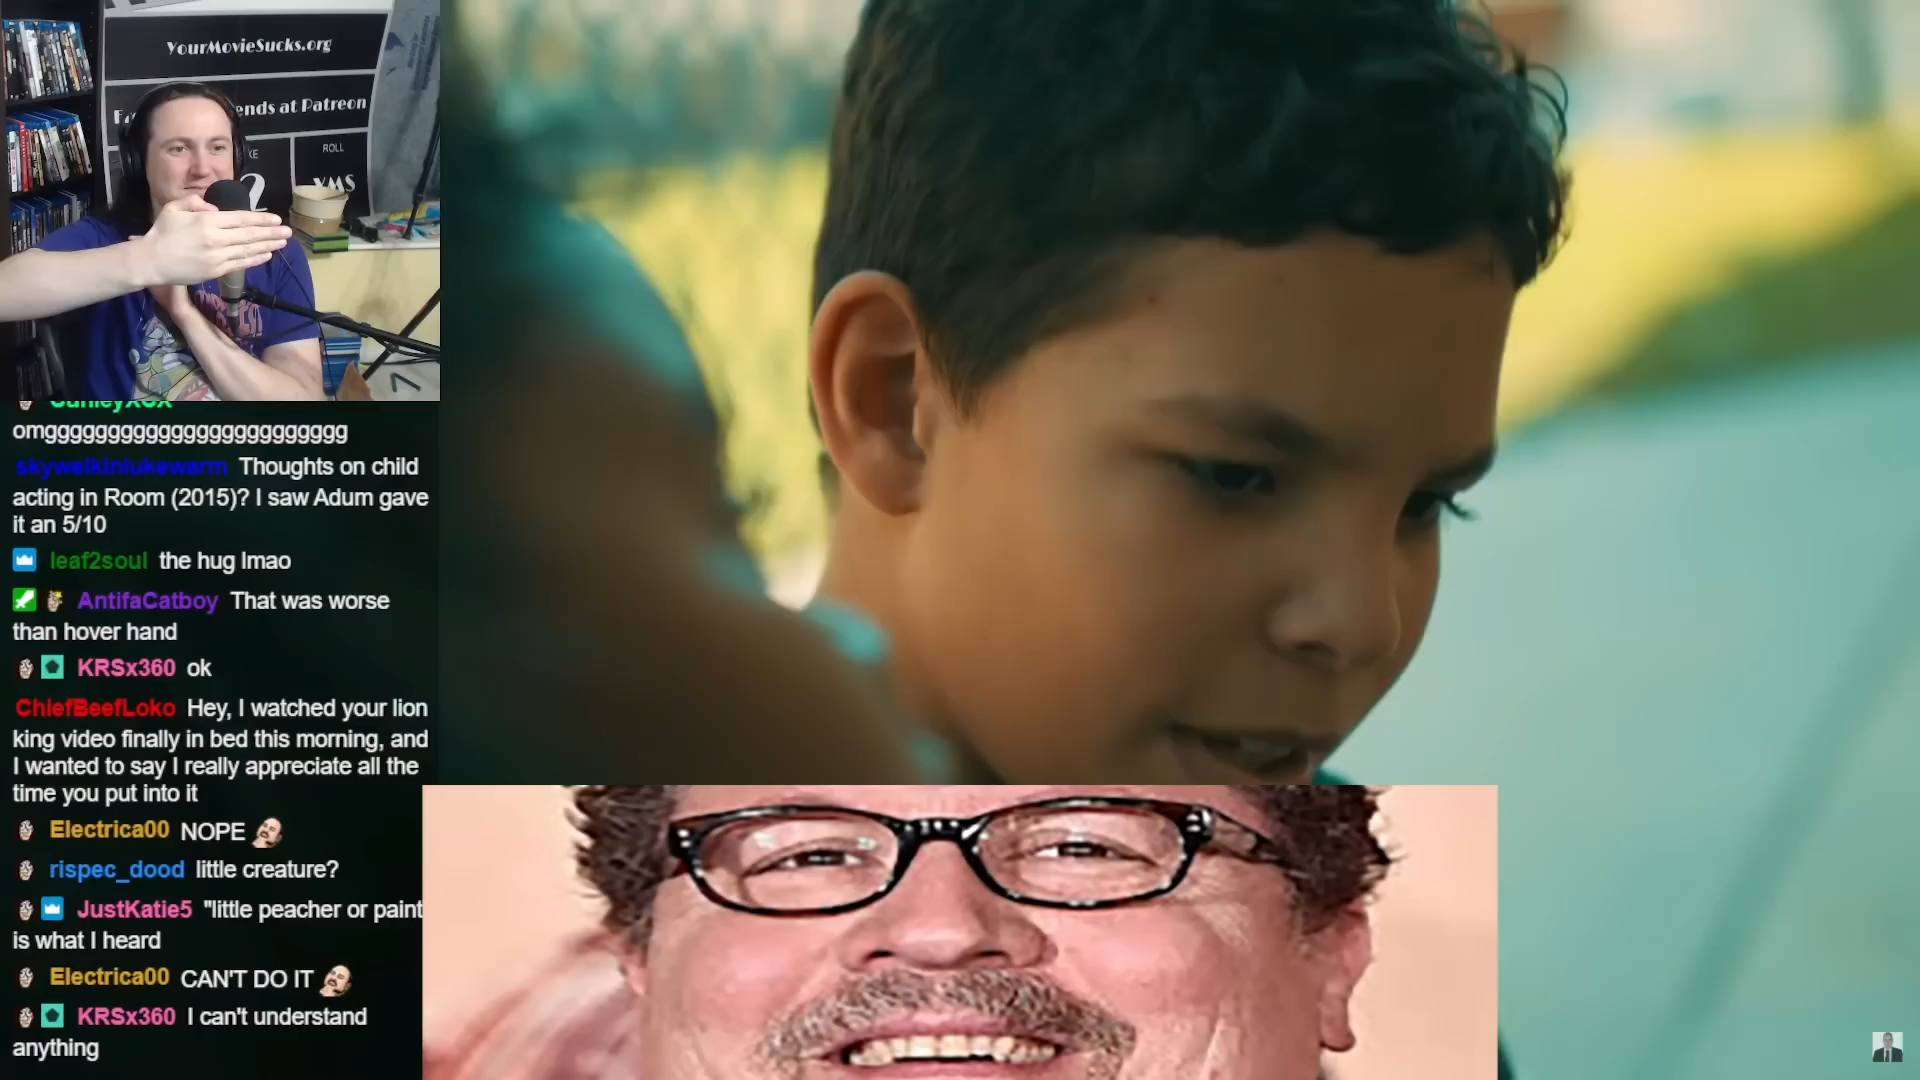 YourMovieSucks.org
ends at Patreon
ROLL
YMS
omggggggggggggggggggggggggg
skywelkinlukewarm Thoughts on child
acting in Room (2015)? I saw Adum gave
it an 5/10
leaf2soul the hug lmao
AntifaCatboy That was worse
than hover hand
KRSx360 ok
ChiefBeefLoko Hey, I watched your lion
king video finally in bed this morning, and
I wanted to say I really appreciate all the
time you put into it
Electrica00 NOPE
rispec_dood little creature?
JustKatie5 "little peacher or paint
is what I heard
Electrica00 CAN'T DO IT
KRSx360 I can't understand
anything